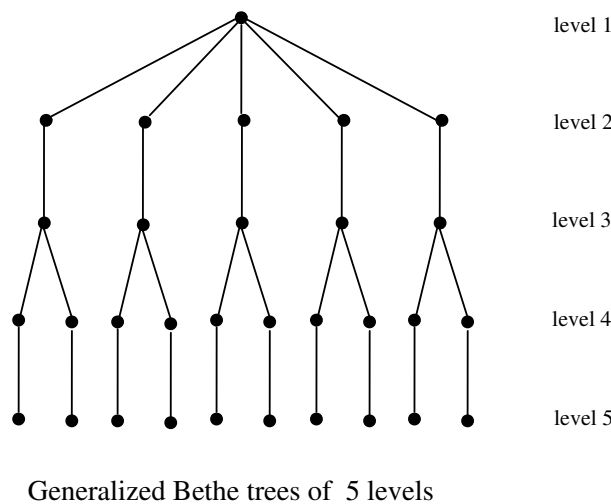 level 1
level 2
level 3
level 4
level 5
Generalized Bethe trees of 5 levels